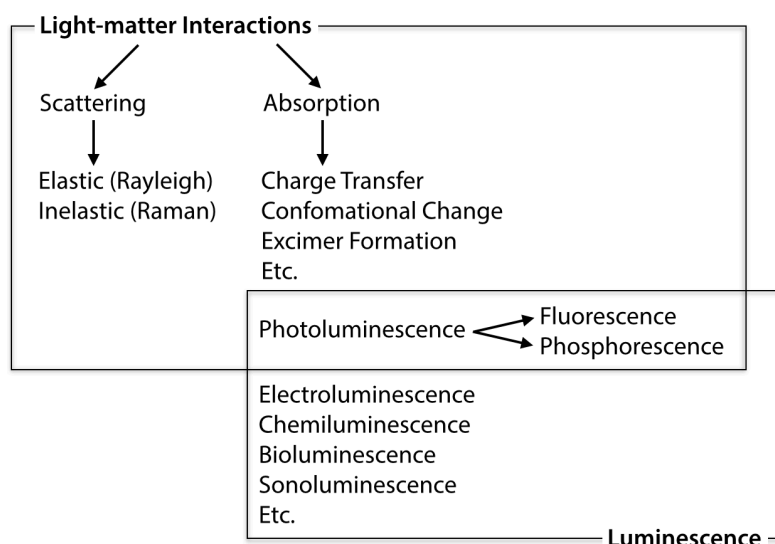 Light-matter Interactions
Scattering
Absorption
Elastic (Rayleigh)
Inelastic (Raman)
Charge Transfer
Confomational Change
Excimer Formation
Etc.
Photoluminescence
Fluorescence
Phosphorescence
Electroluminescence
Chemiluminescence
Bioluminescence
Sonoluminescence
Etc.
Luminescence